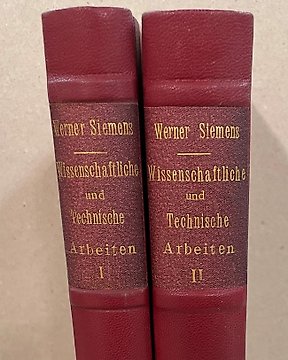 Werner Siemens
Wissenschaftliche
und
Technische
Arbeiten
I
Werner Siemens
Wissenschaftliche
und
Technische
Arbeiten
II